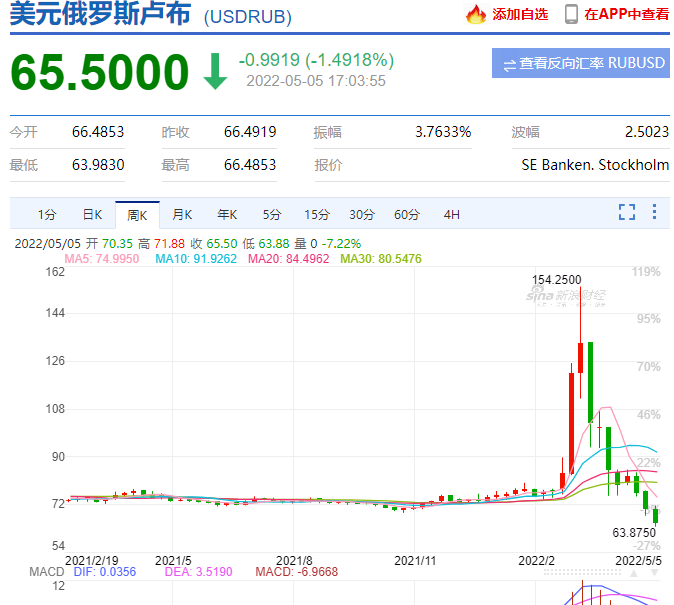 美元俄罗斯卢布 (USDRUB)
添加自选 在APP中查看
65.5000 -0.9919 (-1.4918%)
2022-05-05 17:03:55
查看反向汇率 RUBUSD
今开 66.4853 昨收 66.4919 振幅 3.7633% 波幅 2.5023
最低 63.9830 最高 66.4853 报价 SE Banken. Stockholm
1分 日K 周K 月K 年K 5分 15分 30分 60分 4H
2022/05/05 开 70.35 高 71.88 收 65.50 低 63.88 量 0 -7.22%
MA5: 74.9950 MA10: 91.9262 MA20: 84.4962 MA30: 80.5476
162 119%
154.2500
sina 新浪财经
144 95%
126 70%
108 46%
90 22%
72
63.8750
54 -27%
2021/2/19 2021/5 2021/8 2021/11 2022/2 2022/5/5
MACD DIF: 0.0356 DEA: 3.5190 MACD: -6.9668
12